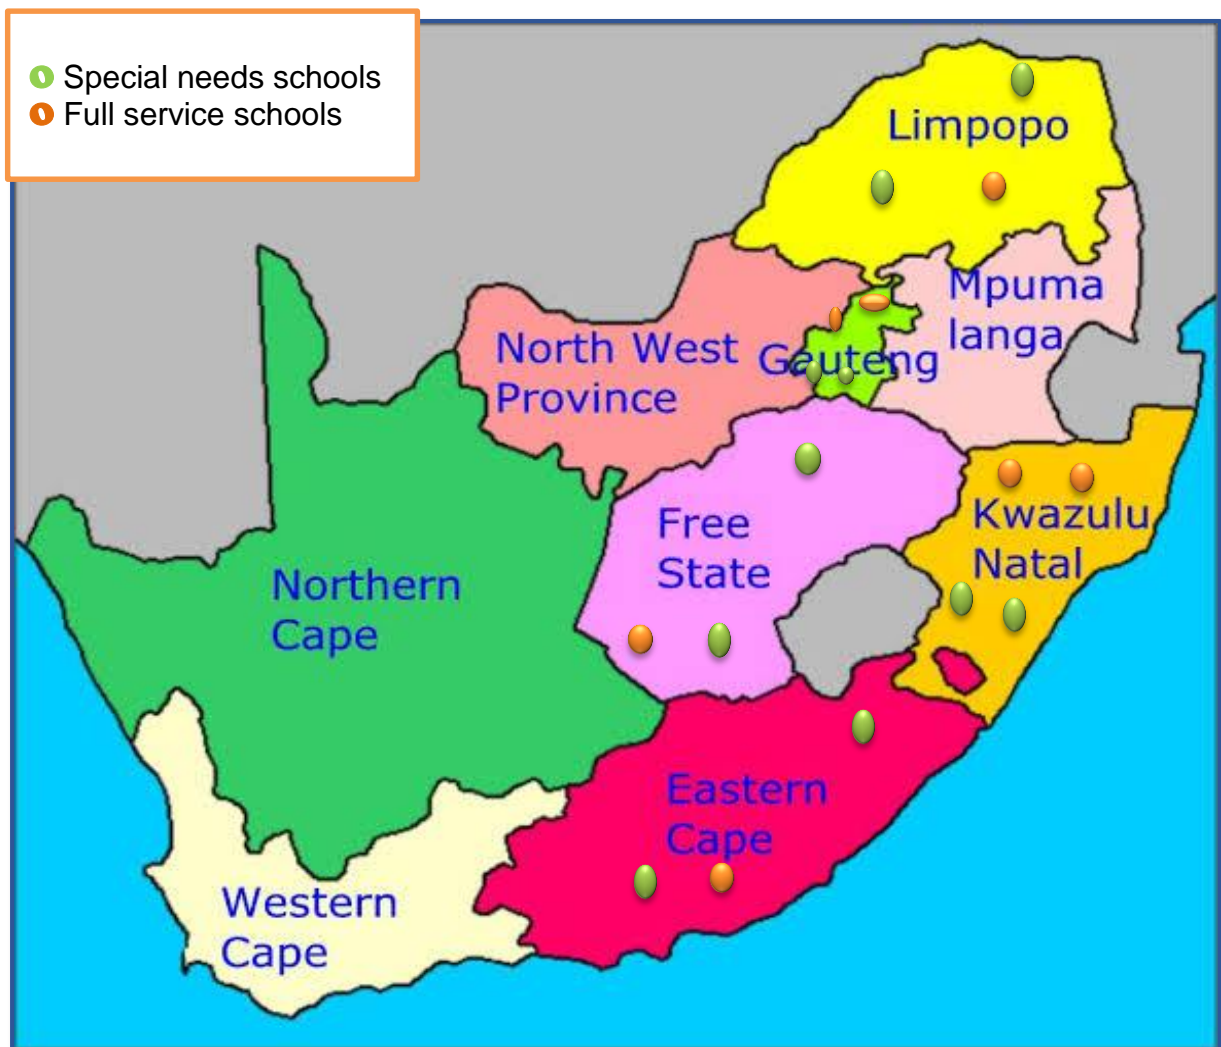 Special needs schools
Full service schools
Limpopo
Mpuma
langa
North West
Province
Gauteng
Free
State
Kwazulu
Natal
Northern
Cape
Eastern
Cape
Western
Cape